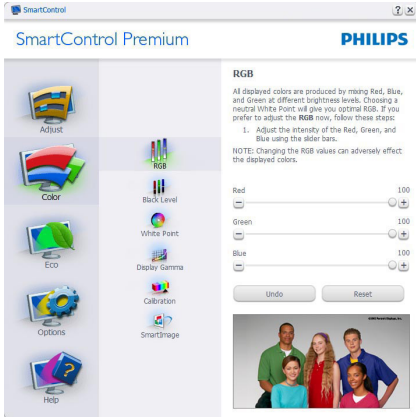 SmartControl
SmartControl Premium
PHILIPS
Adjust
Color
Eco
Options
Help
RGB
Black Level
White Point
Display Gamma
Calibration
SmartImage
RGB
All displayed colors are produced by mixing Red, Blue,
and Green at different brightness levels. Choosing a
neutral White Point will give you optimal RGB. If you
prefer to adjust the RGB now, follow these steps:
1. Adjust the intensity of the Red, Green, and
Blue using the slider bars.
NOTE: Changing the RGB values can adversely effect
the displayed colors.
Red 100
Green 100
Blue 100
Undo Reset